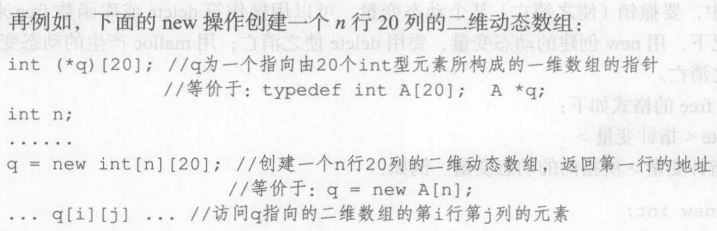 再例如，下面的 new 操作创建一个 n 行 20 列的二维动态数组：
int (*q)[20]; //q为一个指向由20个int型元素所构成的一维数组的指针
//等价于: typedef int A[20]; A *q;
int n;
......
q = new int[n][20]; //创建一个n行20列的二维动态数组，返回第一行的地址
//等价于: q = new A[n];
... q[i][j] ... //访问q指向的二维数组的第i行第j列的元素